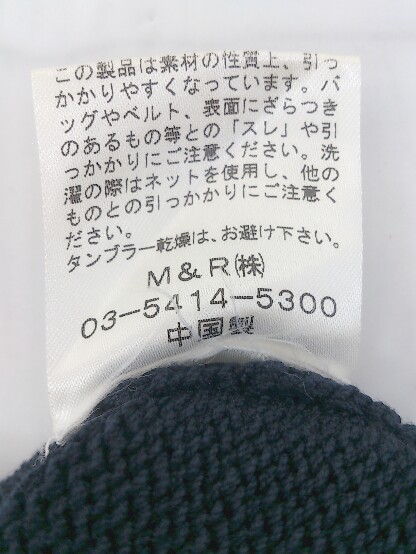 この製品は素材の性質上、引っ
かかりやすくなっています。バ
ッグやベルト、表面にざらつき
のあるもの等との「スレ」や引
っかかりにご注意ください。洗
濯の際はネットを使用し、他の
ものとの引っかかりにご注意く
ださい。
タンブラー乾燥は、お避け下さい。
M&R(株)
03-5414-5300
中国製